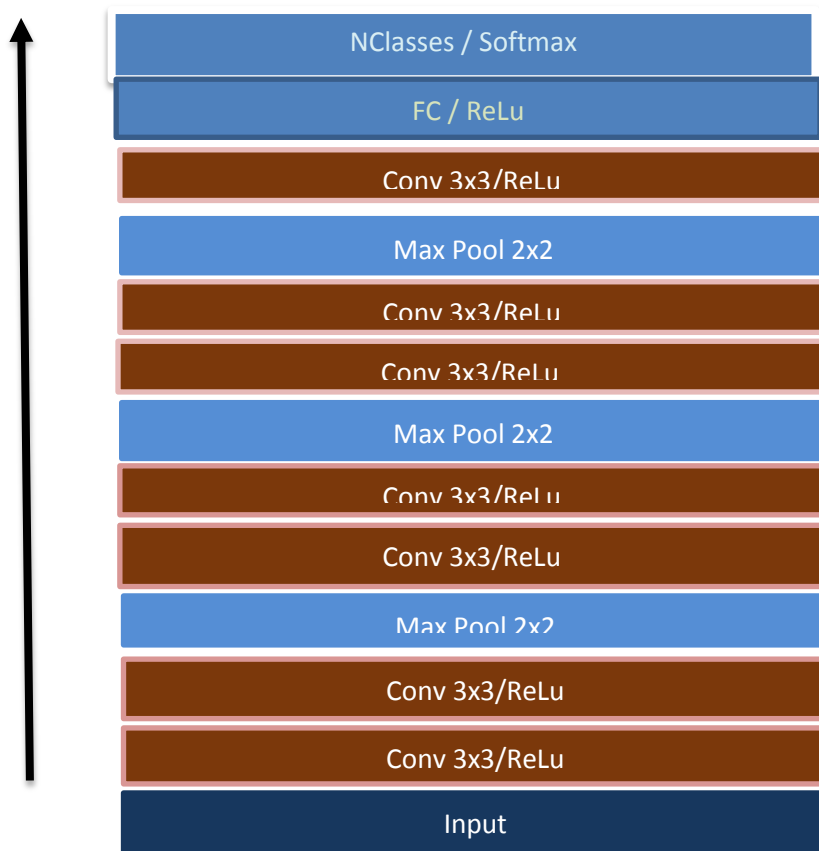 NClasses / Softmax
FC / ReLu
Conv 3x3/ReLu
Max Pool 2x2
Conv 3x3/ReLu
Conv 3x3/ReLu
Max Pool 2x2
Conv 3x3/ReLu
Conv 3x3/ReLu
Max Pool 2x2
Conv 3x3/ReLu
Conv 3x3/ReLu
Input